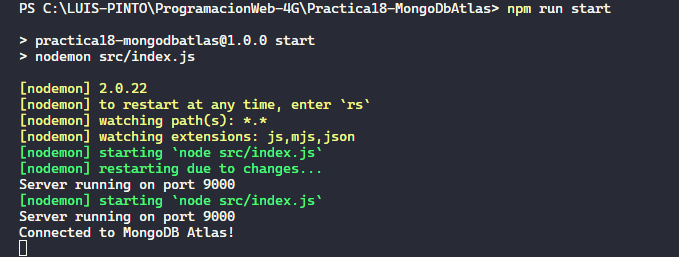 PS C:\LUIS-PINTO\ProgramacionWeb-4G\Practica18-MongoDbAtlas> npm run start
> practica18-mongodbatlas@1.0.0 start
> nodemon src/index.js
[nodemon] 2.0.22
[nodemon] to restart at any time, enter `rs`
[nodemon] watching path(s): *.*
[nodemon] watching extensions: js,mjs,json
[nodemon] starting `node src/index.js`
[nodemon] restarting due to changes...
Server running on port 9000
[nodemon] starting `node src/index.js`
Server running on port 9000
Connected to MongoDB Atlas!